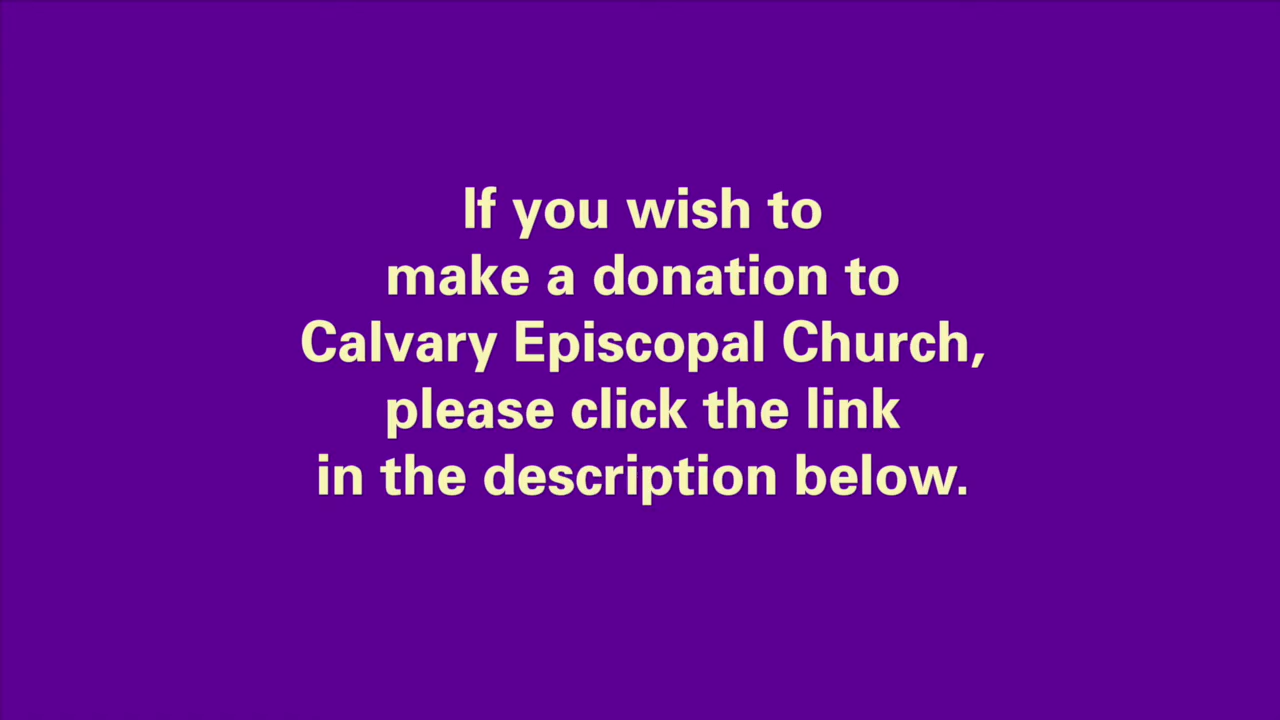 If you wish to
make a donation to
Calvary Episcopal Church,
please click the link
in the description below.